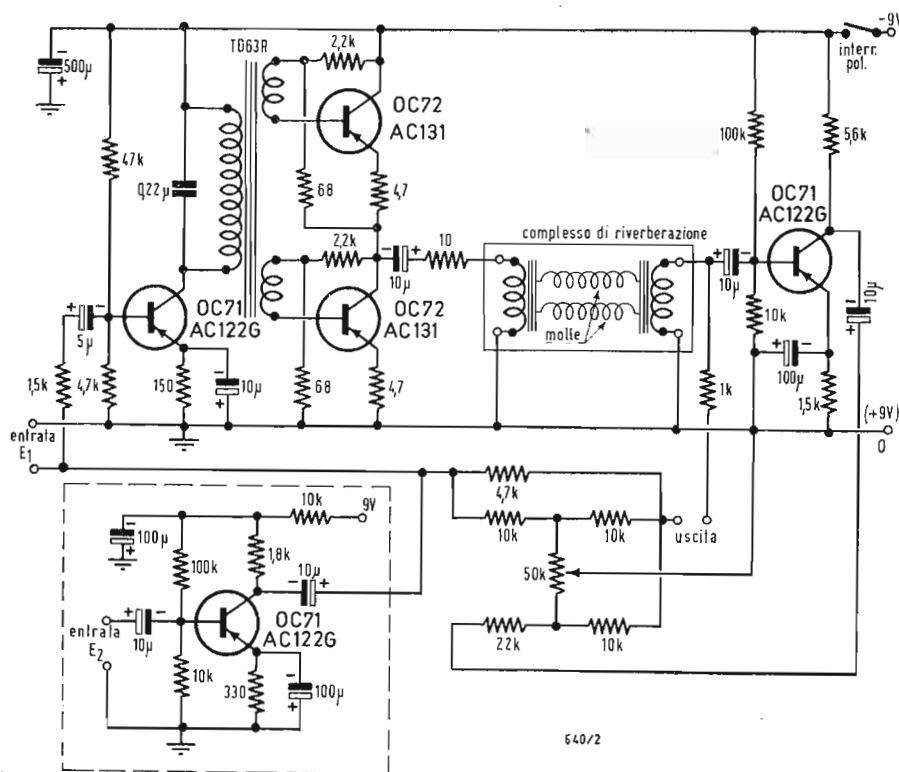 -9V
interr.
pol.
TD63R
2,2k
500µ
-
+
OC72
AC131
47k
0,22µ
68
4,7
100k
5,6k
OC71
AC122G
complesso di riverberazione
2,2k
-
+
10µ
10
+
-
10µ
OC72
AC131
68
4,7
molle
10k
-
+
10µ
-
+
100µ
1,5k
1k
+
-
5µ
OC71
AC122G
1,5k
4,7k
150
-
+
10µ
(+9V)
0
entrata
E1
4,7k
10k
10k
uscita
50k
22k
10k
10k
9V
-
+
100µ
100k
1,8k
10µ
-
+
OC71
AC122G
+
-
10µ
entrata
E2
10k
330
-
+
100µ
640/2